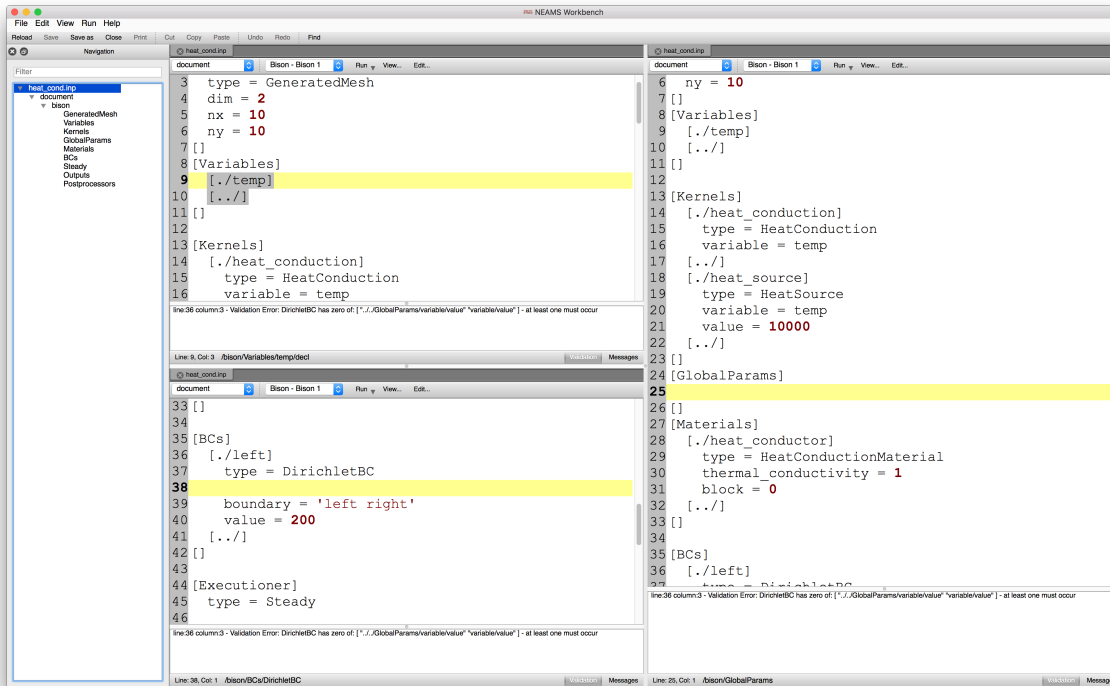 NEAMS Workbench
File Edit View Run Help
Reload Save Save as Close Print Cut Copy Paste Undo Redo Find
Navigation
Filter
heat_cond.inp
document
bison
GeneratedMesh
Variables
Kernels
GlobalParams
Materials
BCs
Steady
Outputs
Postprocessors
heat_cond.inp
document Bison - Bison 1 Run View... Edit...
3 type = GeneratedMesh
4 dim = 2
5 nx = 10
6 ny = 10
7 []
8 [Variables]
9 [./temp]
10 [../]
11 []
12
13 [Kernels]
14 [./heat_conduction]
15 type = HeatConduction
16 variable = temp
line:36 column:3 - Validation Error: DirichletBC has zero of: [ "../../GlobalParams/variable/value" "variable/value" ] - at least one must occur
Line: 9, Col: 3 /bison/Variables/temp/decl Validation Messages
heat_cond.inp
document Bison - Bison 1 Run View... Edit...
33 []
34
35 [BCs]
36 [./left]
37 type = DirichletBC
38
39 boundary = 'left right'
40 value = 200
41 [../]
42 []
43
44 [Executioner]
45 type = Steady
46
line:36 column:3 - Validation Error: DirichletBC has zero of: [ "../../GlobalParams/variable/value" "variable/value" ] - at least one must occur
Line: 38, Col: 1 /bison/BCs/DirichletBC Validation Messages
heat_cond.inp
document Bison - Bison 1 Run View... Edit...
6 ny = 10
7 []
8 [Variables]
9 [./temp]
10 [../]
11 []
12
13 [Kernels]
14 [./heat_conduction]
15 type = HeatConduction
16 variable = temp
17 [../]
18 [./heat_source]
19 type = HeatSource
20 variable = temp
21 value = 10000
22 [../]
23 []
24 [GlobalParams]
25
26 []
27 [Materials]
28 [./heat_conductor]
29 type = HeatConductionMaterial
30 thermal_conductivity = 1
31 block = 0
32 [../]
33 []
34
35 [BCs]
36 [./left]
37 type = DirichletBC
line:36 column:3 - Validation Error: DirichletBC has zero of: [ "../../GlobalParams/variable/value" "variable/value" ] - at least one must occur
Line: 25, Col: 1 /bison/GlobalParams Validation Messag